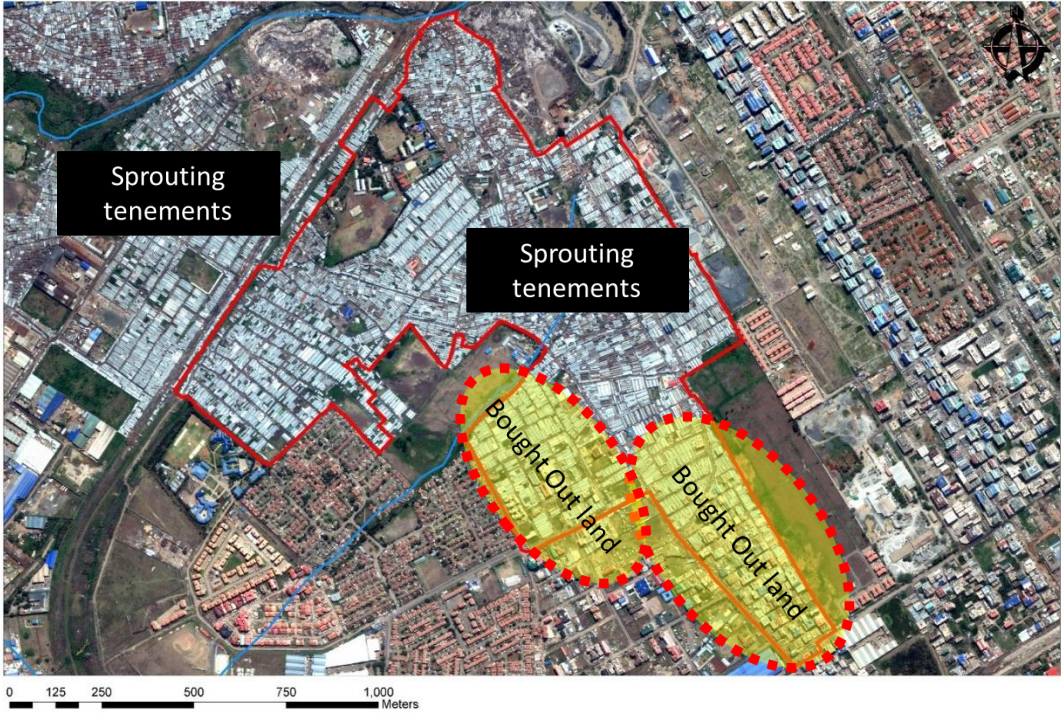 Sprouting
tenements
Sprouting
tenements
Bought Out land
Bought Out land
0 125 250 500 750 1,000
Meters